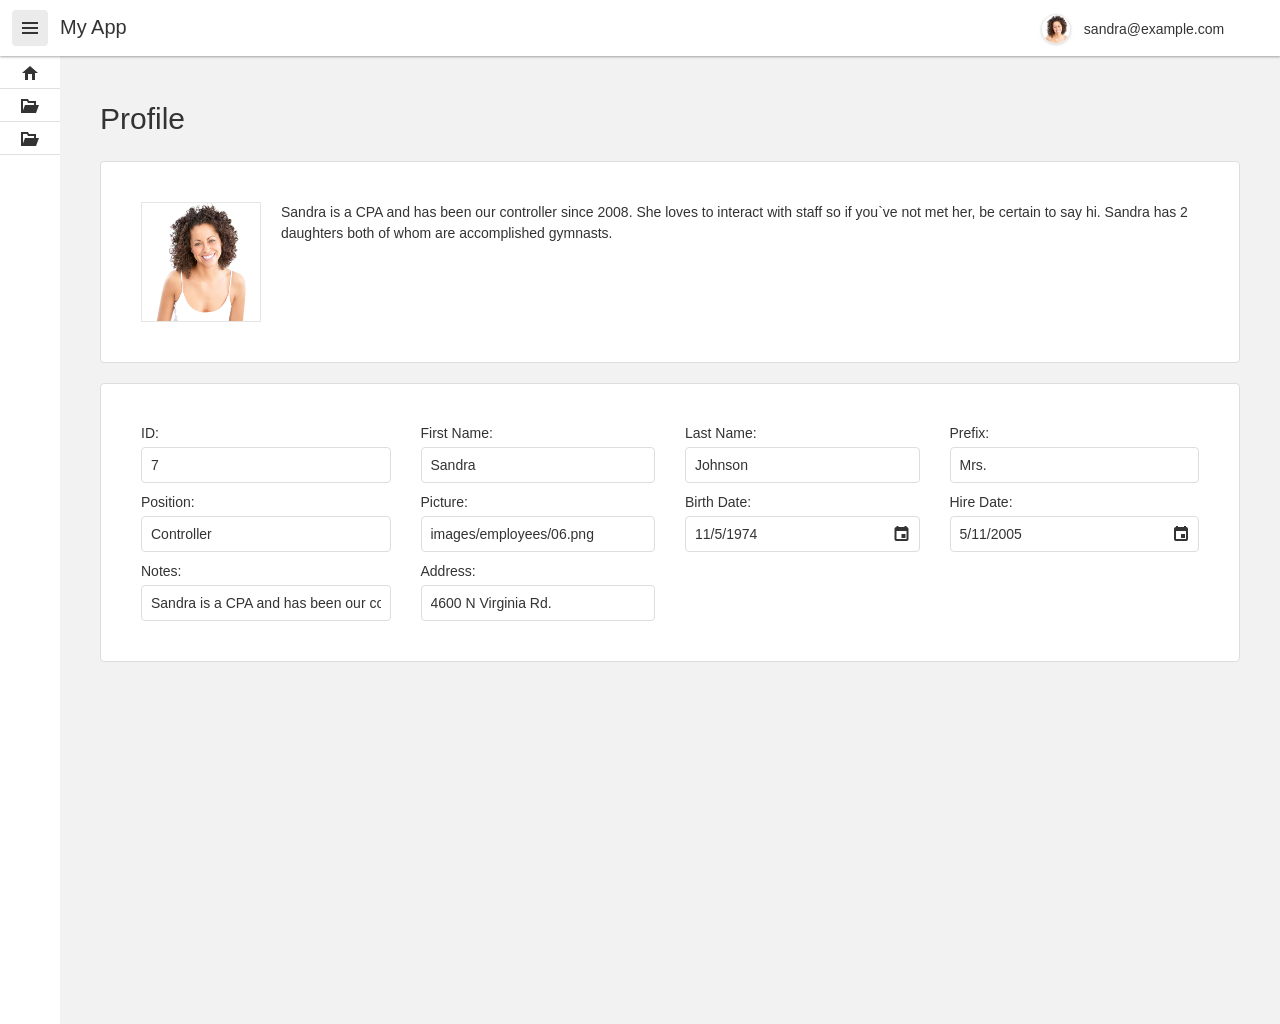 My App
sandra@example.com
Profile
Sandra is a CPA and has been our controller since 2008. She loves to interact with staff so if you`ve not met her, be certain to say hi. Sandra has 2
daughters both of whom are accomplished gymnasts.
ID:
First Name:
Last Name:
Prefix:
7
Sandra
Johnson
Mrs.
Position:
Picture:
Birth Date:
Hire Date:
Controller
images/employees/06.png
11/5/1974
5/11/2005
Notes:
Address:
Sandra is a CPA and has been our co
4600 N Virginia Rd.